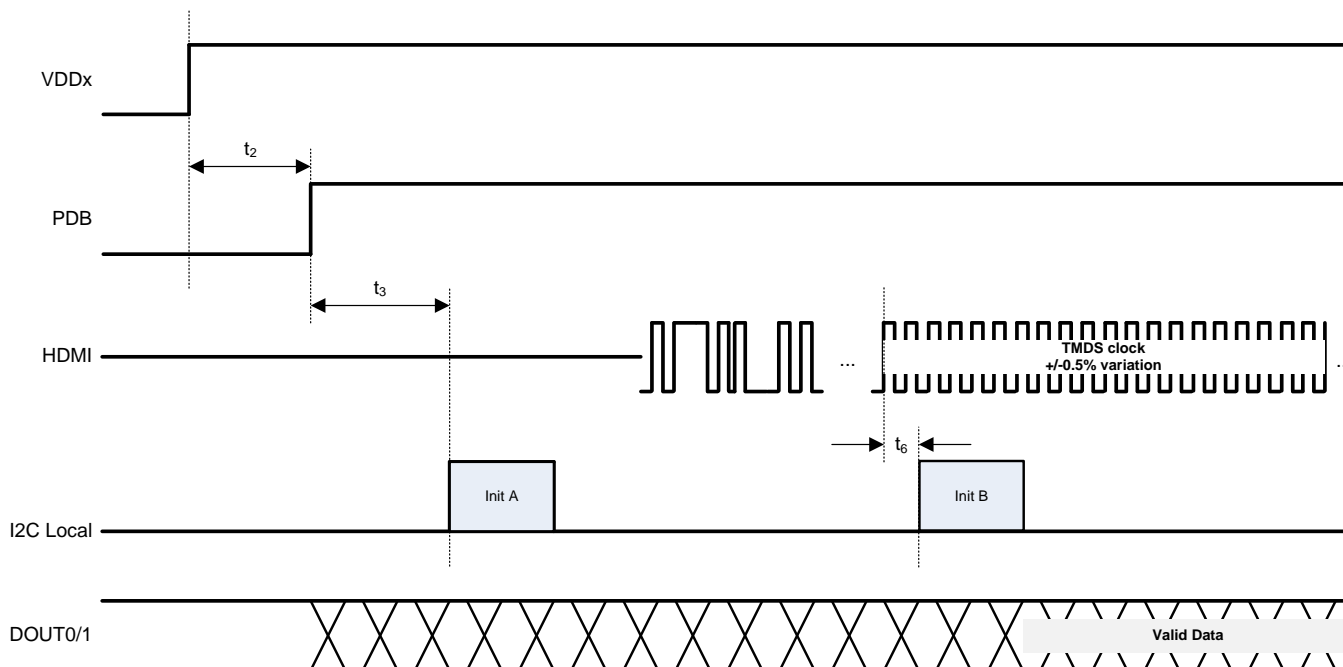 VDDx
t2
PDB
t3
HDMI
...
TMDS clock
+/-0.5% variation
...
t6
Init A
Init B
I2C Local
DOUT0/1
Valid Data